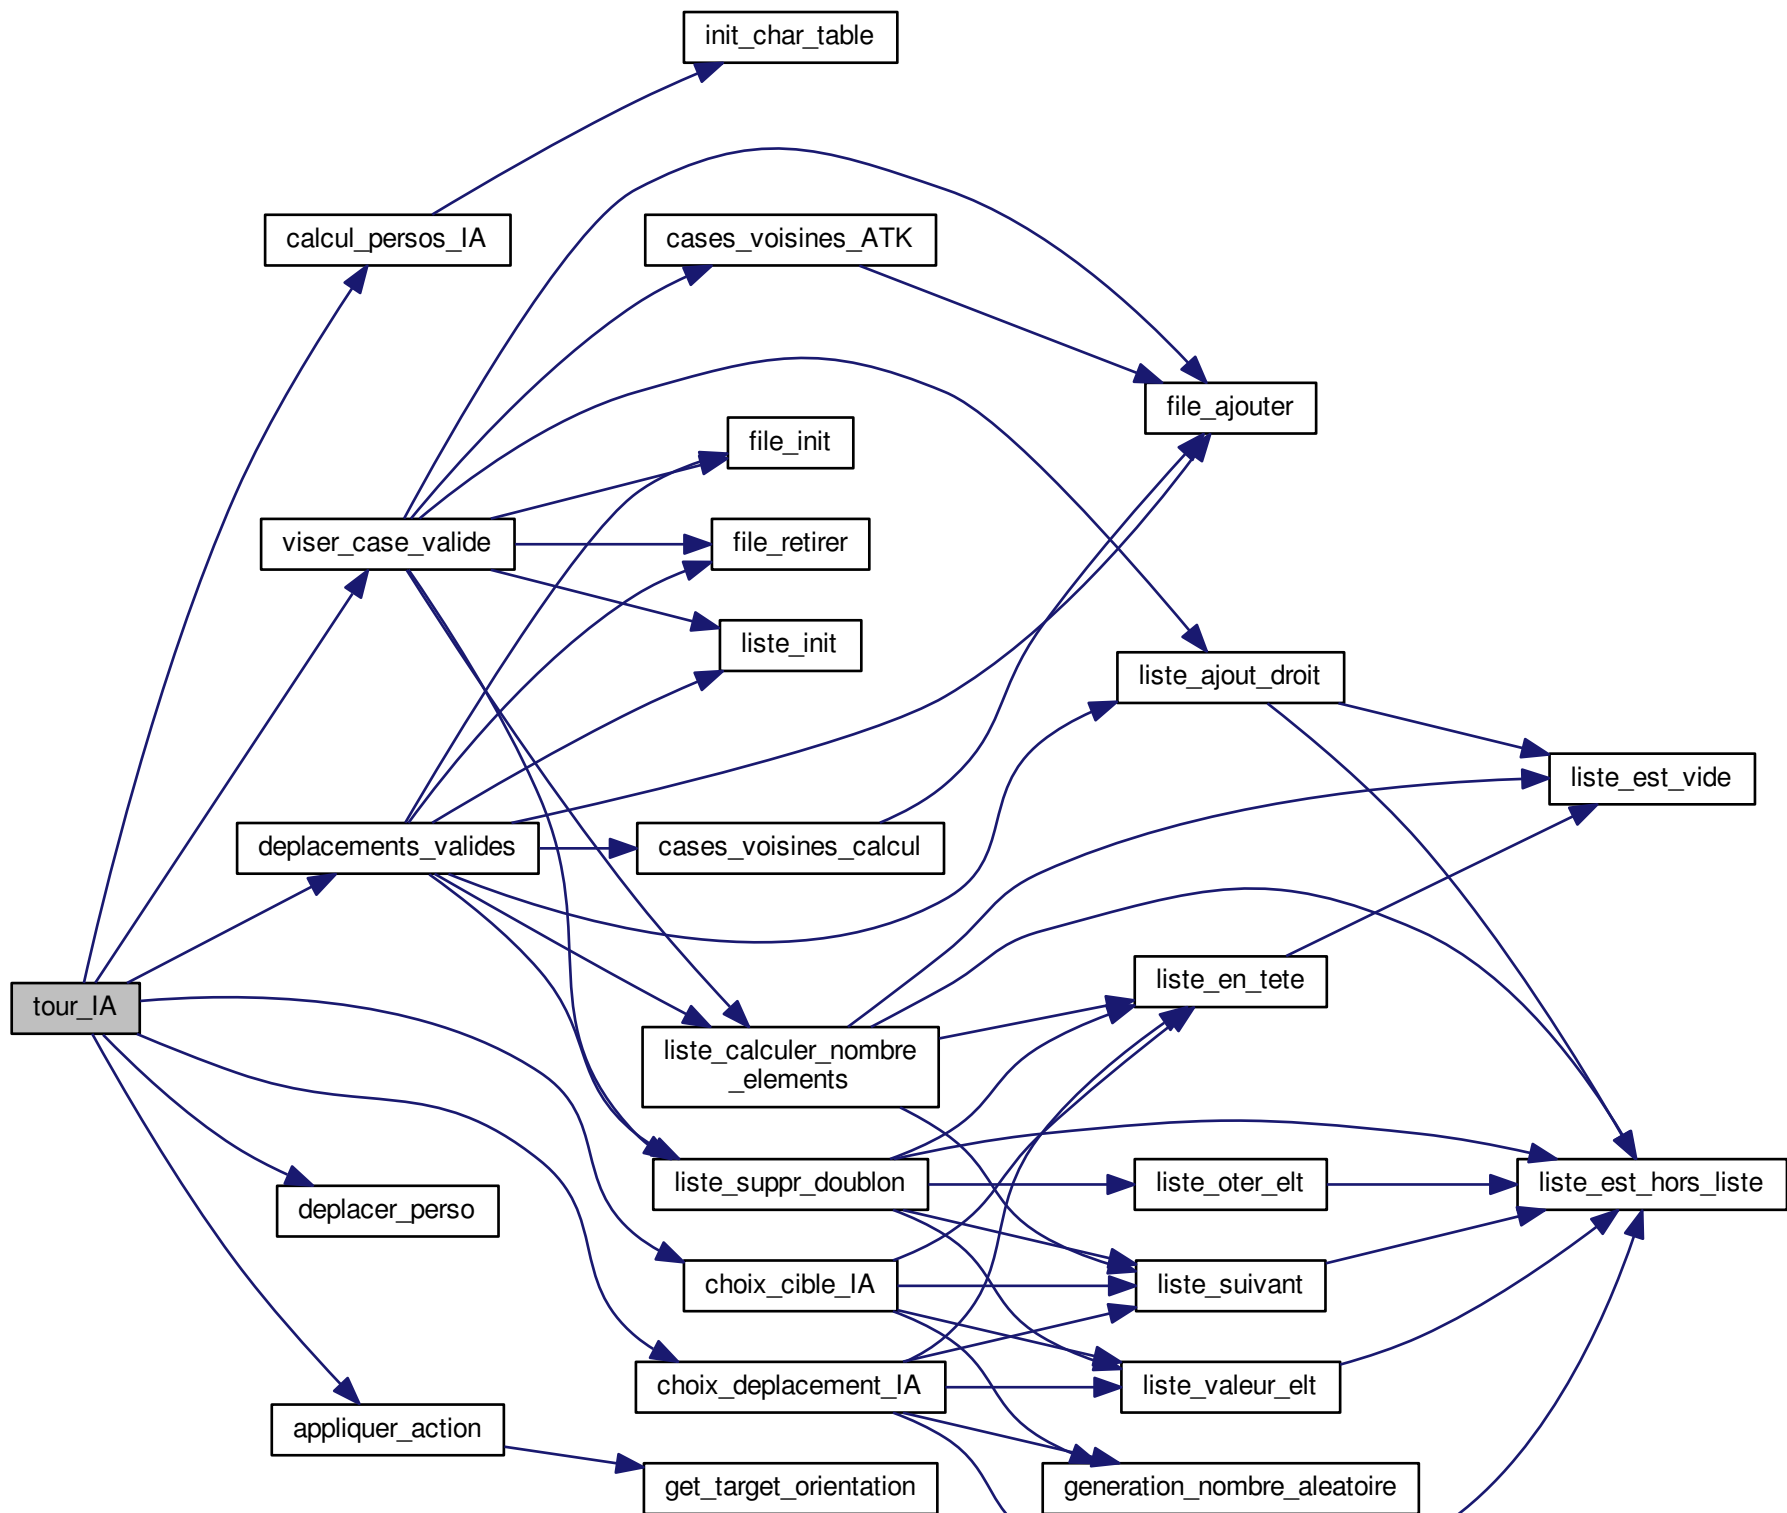 init_char_table
calcul_persos_IA
cases_voisines_ATK
file_ajouter
file_init
viser_case_valide
file_retirer
liste_init
liste_ajout_droit
liste_est_vide
deplacements_valides
cases_voisines_calcul
liste_en_tete
tour_IA
liste_calculer_nombre
_elements
liste_suppr_doublon
liste_oter_elt
liste_est_hors_liste
deplacer_perso
choix_cible_IA
liste_suivant
choix_deplacement_IA
liste_valeur_elt
appliquer_action
get_target_orientation
generation_nombre_aleatoire